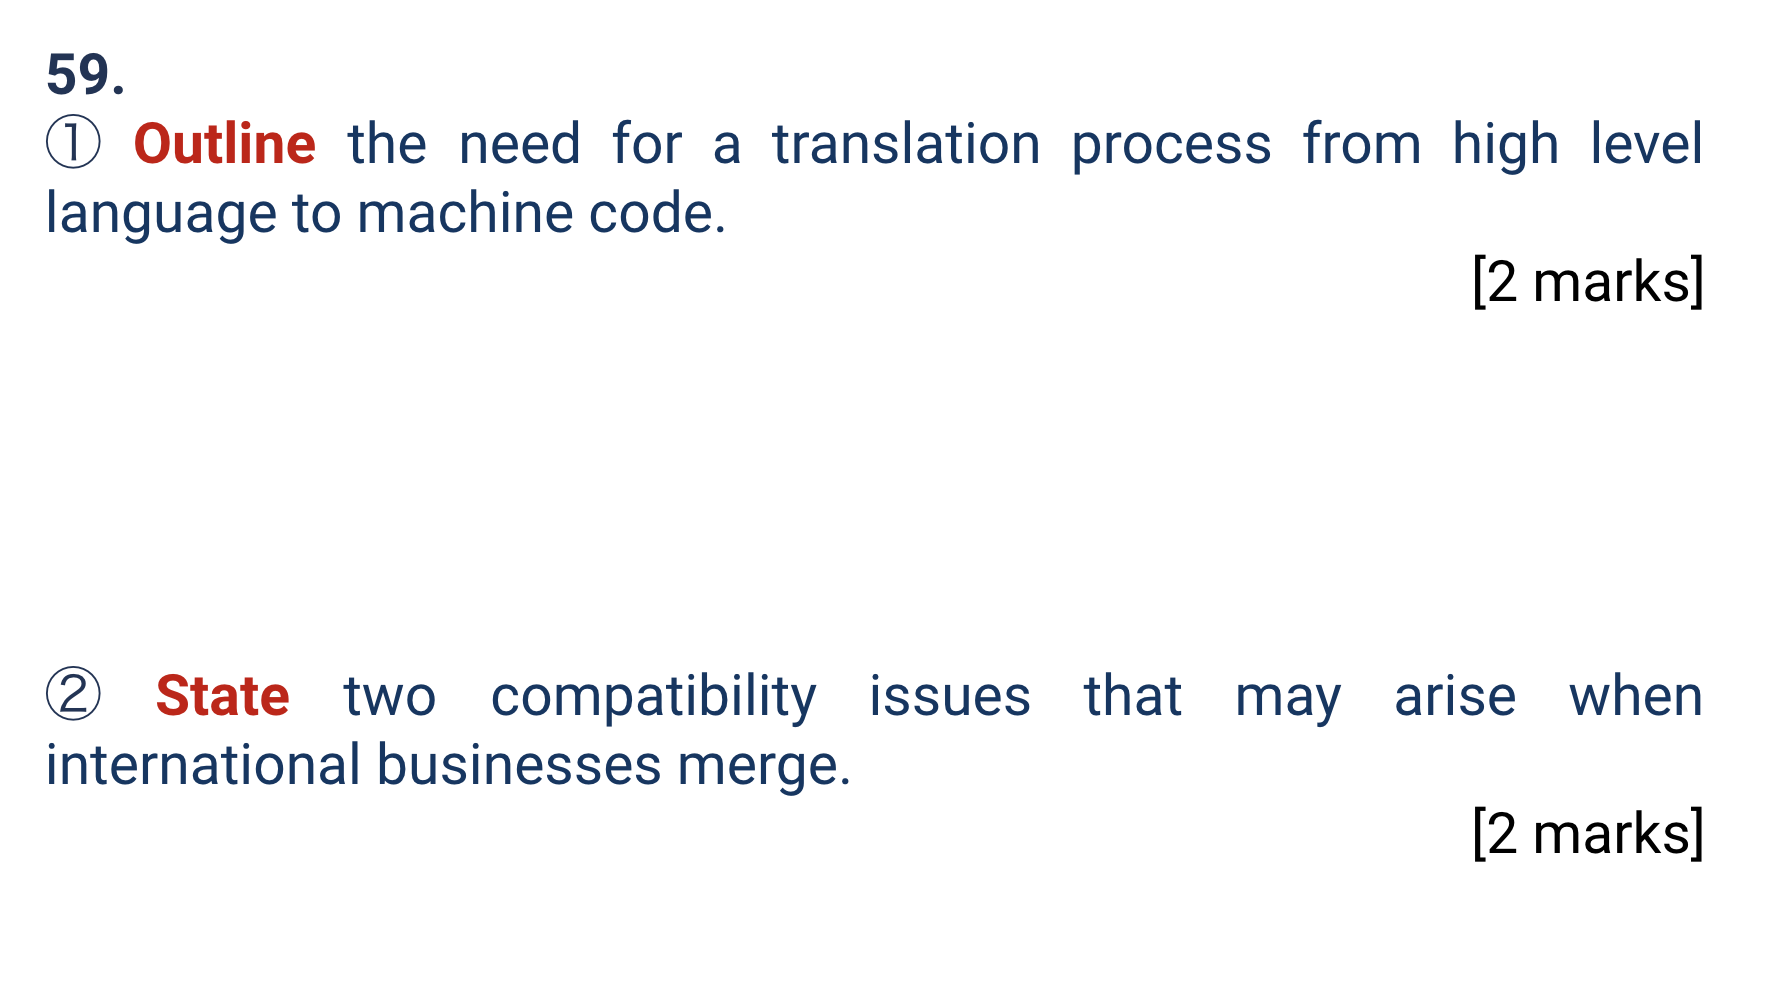 59.
① Outline the need for a translation process from high level
language to machine code.
[2 marks]
② State two compatibility issues that may arise when
international businesses merge.
[2 marks]